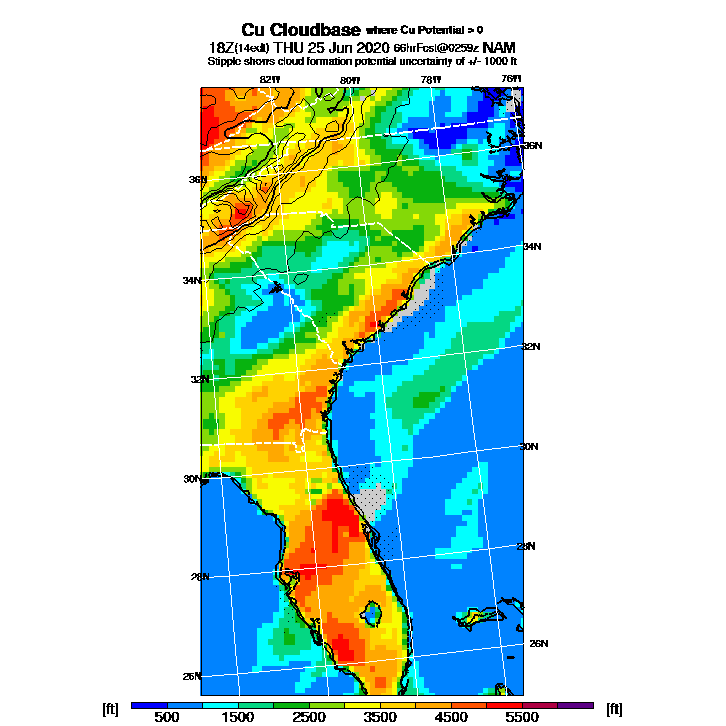 Cu Cloudbase where Cu Potential > 0
18Z(14edt) THU 25 Jun 2020 66hrFcst@0259z NAM
Stipple shows cloud formation potential uncertainty of +/- 1000 ft
82W 80W 78W 76W
36N
36N
34N
34N
32N
32N
30N
30N
28N
28N
26N
26N
[ft] 500 1500 2500 3500 4500 5500 [ft]